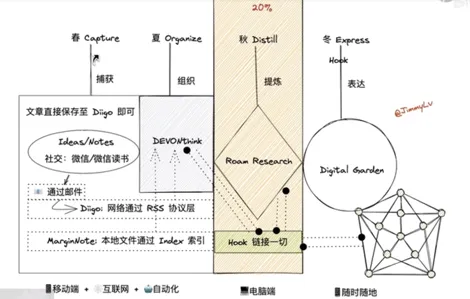 20%
春 Capture
夏 Organize
秋 Distill
冬 Express
Hook
捕获
组织
提炼
表达
@JimmyLv
文章直接保存至 Diigo 即可
Ideas/Notes
社交：微信/微信读书
DEVONthink
Roam Research
Digital Garden
通过邮件
Diigo: 网络通过 RSS 协议层
MarginNote: 本地文件通过 Index 索引
Hook 链接一切
移动端 + 互联网 + 自动化
电脑端
随时随地